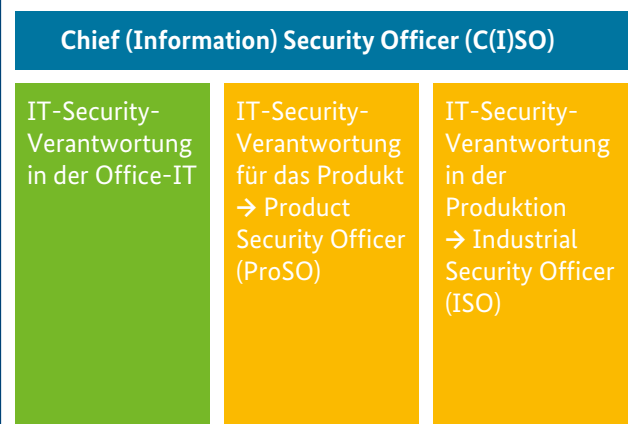 Chief (Information) Security Officer (C(I)SO)
IT-Security-
Verantwortung
in der Office-IT
IT-Security-
Verantwortung
für das Produkt
→ Product
Security Officer
(ProSO)
IT-Security-
Verantwortung
in der
Produktion
→ Industrial
Security Officer
(ISO)